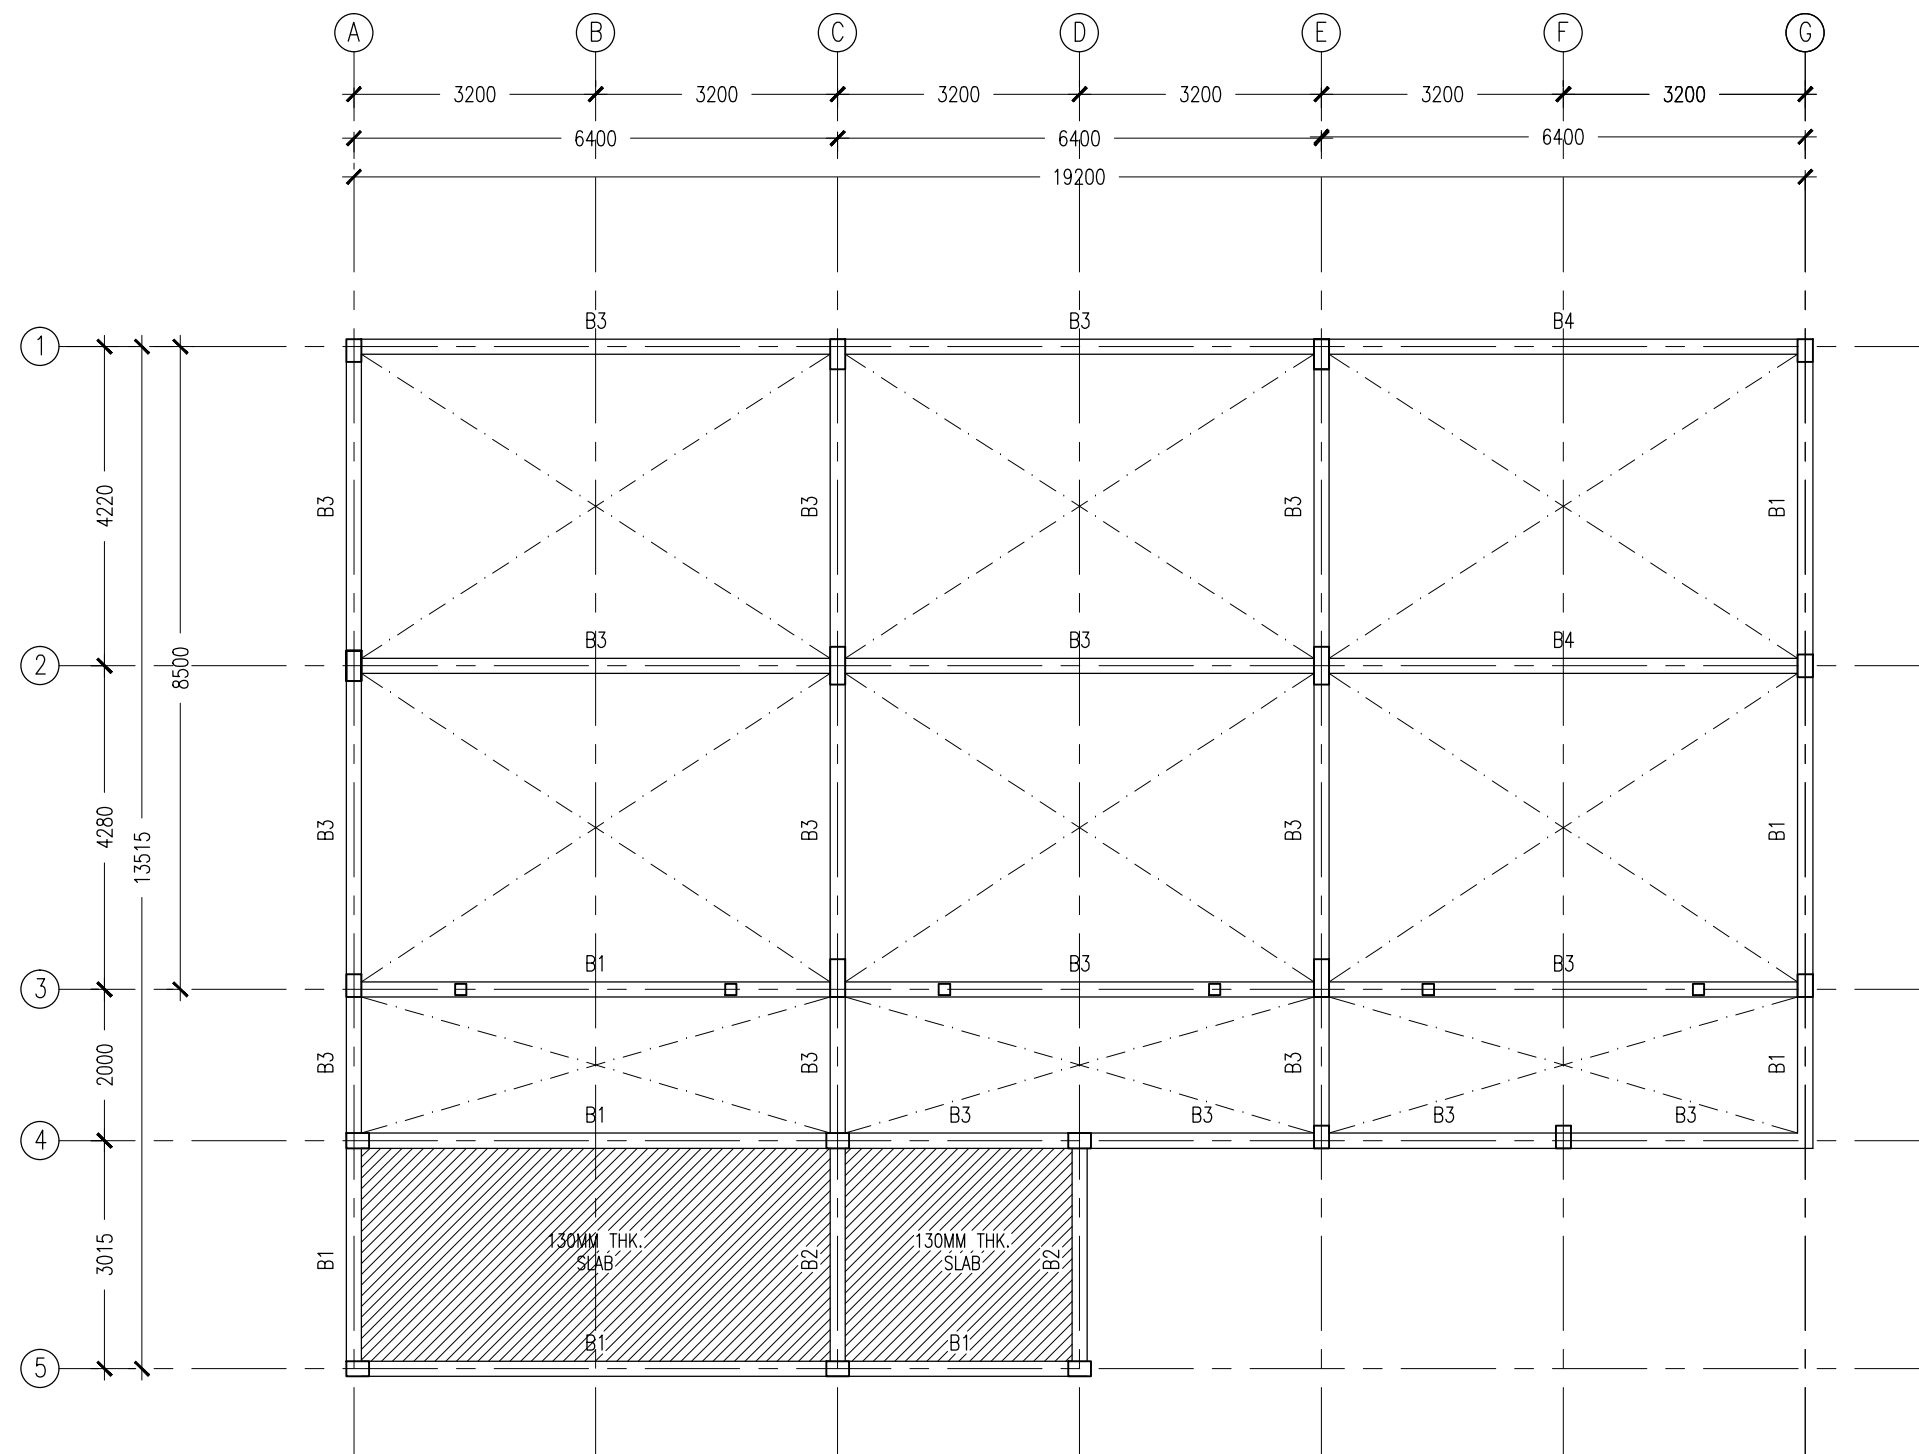 A B C D E F G
3200 3200 3200 3200 3200 3200
6400 6400 6400
19200
B3 B3 B4
1
4220 B3 B3 B3 B1
B3 B3 B4
2
8500
4280 13515 B3 B3 B3 B1
B1 B3 B3
3
2000 B3 B3 B3 B1
B1 B3 B3 B3 B3
4
3015 B1 130MM THK. B2 130MM THK. B2
SLAB SLAB
B1 B1
5